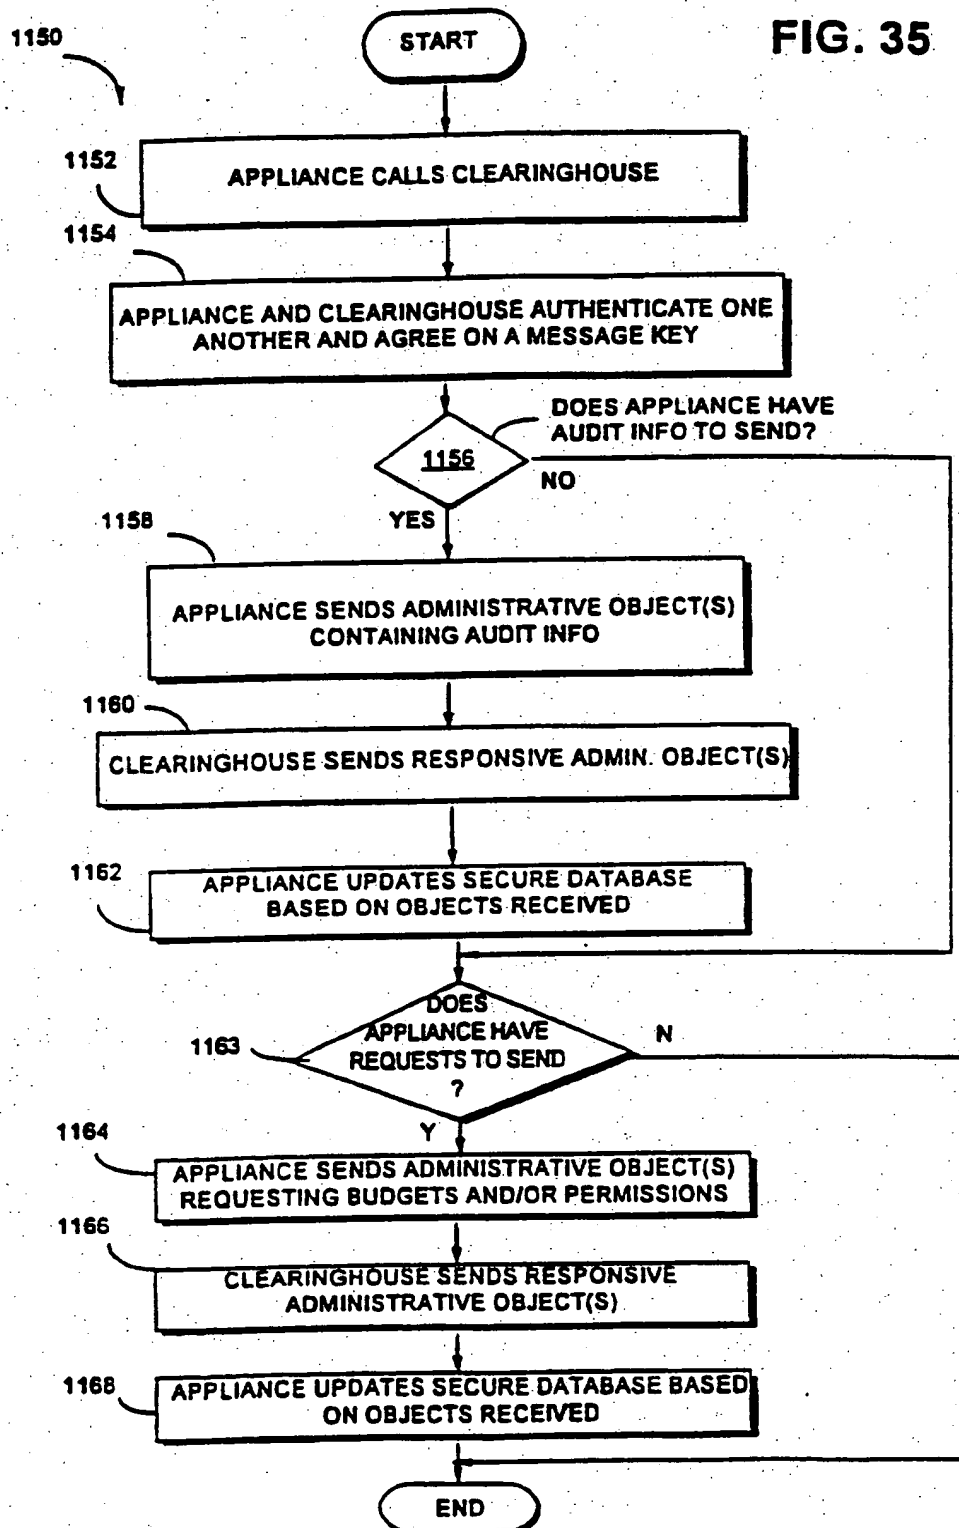 FIG. 35
1150
START
1152
APPLIANCE CALLS CLEARINGHOUSE
1154
APPLIANCE AND CLEARINGHOUSE AUTHENTICATE ONE
ANOTHER AND AGREE ON A MESSAGE KEY
DOES APPLIANCE HAVE
AUDIT INFO TO SEND?
1156
NO
YES
1158
APPLIANCE SENDS ADMINISTRATIVE OBJECT(S)
CONTAINING AUDIT INFO
1160
CLEARINGHOUSE SENDS RESPONSIVE ADMIN. OBJECT(S)
1162
APPLIANCE UPDATES SECURE DATABASE
BASED ON OBJECTS RECEIVED
1163
DOES
APPLIANCE HAVE
REQUESTS TO SEND
?
N
Y
1164
APPLIANCE SENDS ADMINISTRATIVE OBJECT(S)
REQUESTING BUDGETS AND/OR PERMISSIONS
1166
CLEARINGHOUSE SENDS RESPONSIVE
ADMINISTRATIVE OBJECT(S)
1168
APPLIANCE UPDATES SECURE DATABASE BASED
ON OBJECTS RECEIVED
END